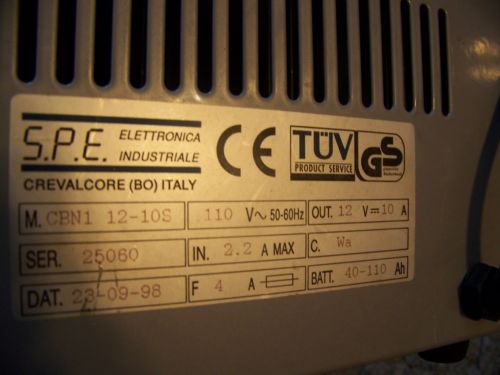 S.P.E. ELETTRONICA INDUSTRIALE
CREVALCORE (BO) ITALY
CE
TÜV
PRODUCT SERVICE
GS
M. CBN1 12-10S 110 V~ 50-60Hz OUT. 12 V 10 A
SER. 25060 IN. 2.2 A MAX C. Wa
DAT. 23-09-98 F 4 A BATT. 40-110 Ah